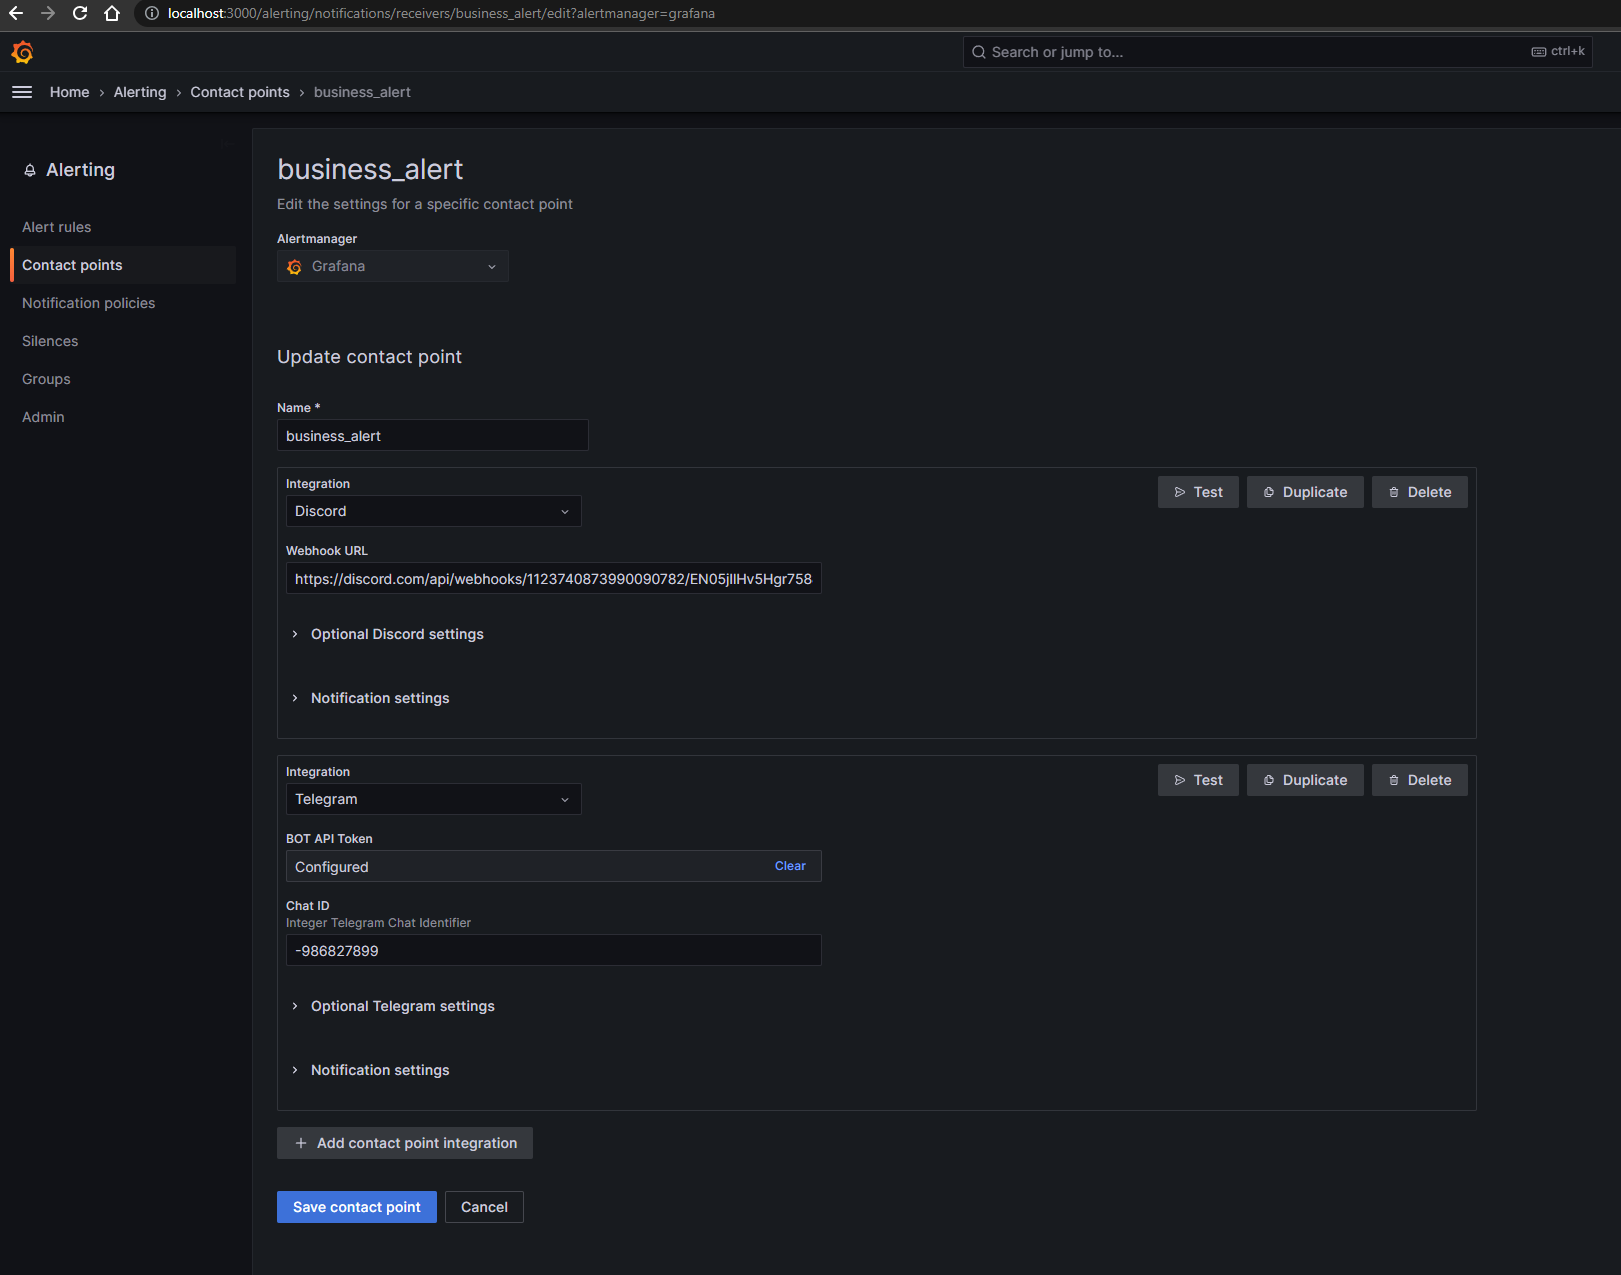 localhost:3000/alerting/notifications/receivers/business_alert/edit?alertmanager=grafana
Search or jump to...
ctrl+k
Home › Alerting › Contact points › business_alert
Alerting
Alert rules
Contact points
Notification policies
Silences
Groups
Admin
business_alert
Edit the settings for a specific contact point
Alertmanager
Grafana
Update contact point
Name *
business_alert
Integration
Discord
Test
Duplicate
Delete
Webhook URL
https://discord.com/api/webhooks/1123740873990090782/EN05jIlHv5Hgr758
Optional Discord settings
Notification settings
Integration
Telegram
Test
Duplicate
Delete
BOT API Token
Configured
Clear
Chat ID
Integer Telegram Chat Identifier
-986827899
Optional Telegram settings
Notification settings
Add contact point integration
Save contact point
Cancel